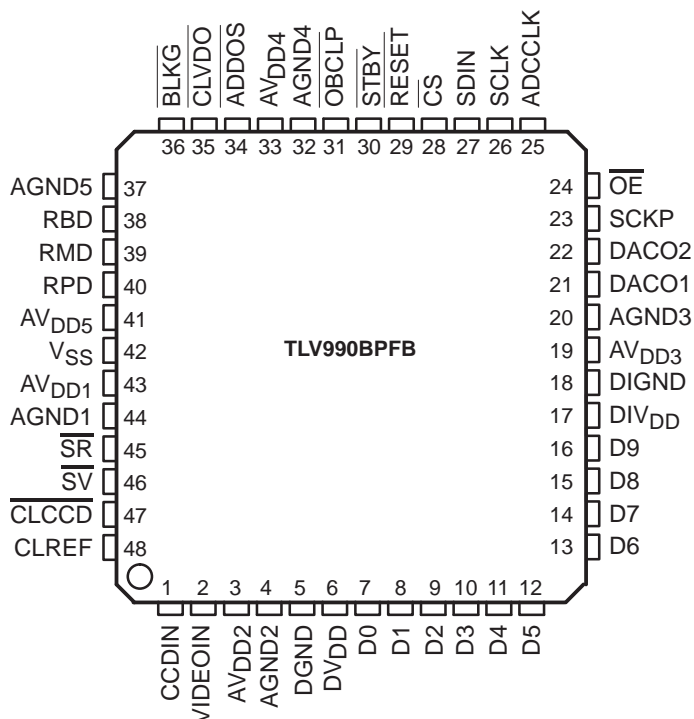 BLKG
CLVDO
ADDOS
AVDD4
AGND4
OBCLP
STBY
RESET
CS
SDIN
SCLK
ADCCLK
36 35 34 33 32 31 30 29 28 27 26 25
AGND5 37
RBD 38
RMD 39
RPD 40
AVDD5 41
VSS 42
AVDD1 43
AGND1 44
SR 45
SV 46
CLCCD 47
CLREF 48
TLV990BPFB
24 OE
23 SCKP
22 DACO2
21 DACO1
20 AGND3
19 AVDD3
18 DIGND
17 DIVDD
16 D9
15 D8
14 D7
13 D6
1 2 3 4 5 6 7 8 9 10 11 12
CCDIN
VIDEOIN
AVDD2
AGND2
DGND
DVDD
D0
D1
D2
D3
D4
D5